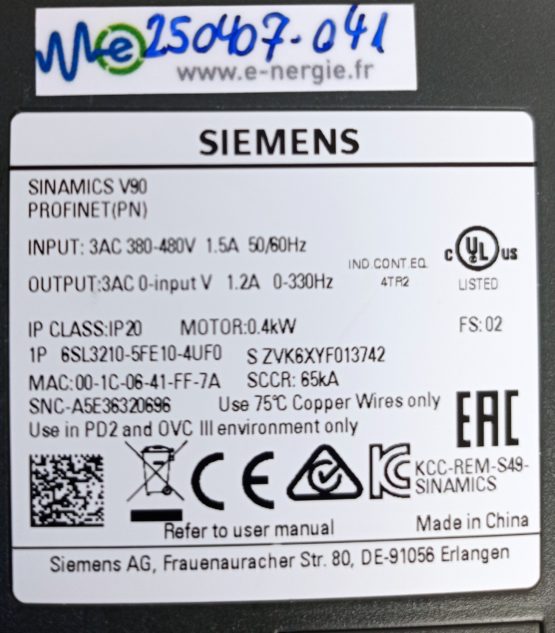 e 250407-041
www.e-nergie.fr
SIEMENS
SINAMICS V90
PROFINET(PN)
INPUT: 3AC 380-480V 1.5A 50/60Hz
OUTPUT:3AC 0-input V 1.2A 0-330Hz
IND.CONT.EQ.
4TR2
C UL US
LISTED
IP CLASS:IP20 MOTOR:0.4kW FS:02
1P 6SL3210-5FE10-4UF0 S ZVK6XYF013742
MAC:00-1C-06-41-FF-7A SCCR: 65kA
SNC-A5E36320696 Use 75℃ Copper Wires only
Use in PD2 and OVC III environment only
EAC
CE
KCC-REM-S49-
SINAMICS
Refer to user manual
Made in China
Siemens AG, Frauenauracher Str. 80, DE-91056 Erlangen